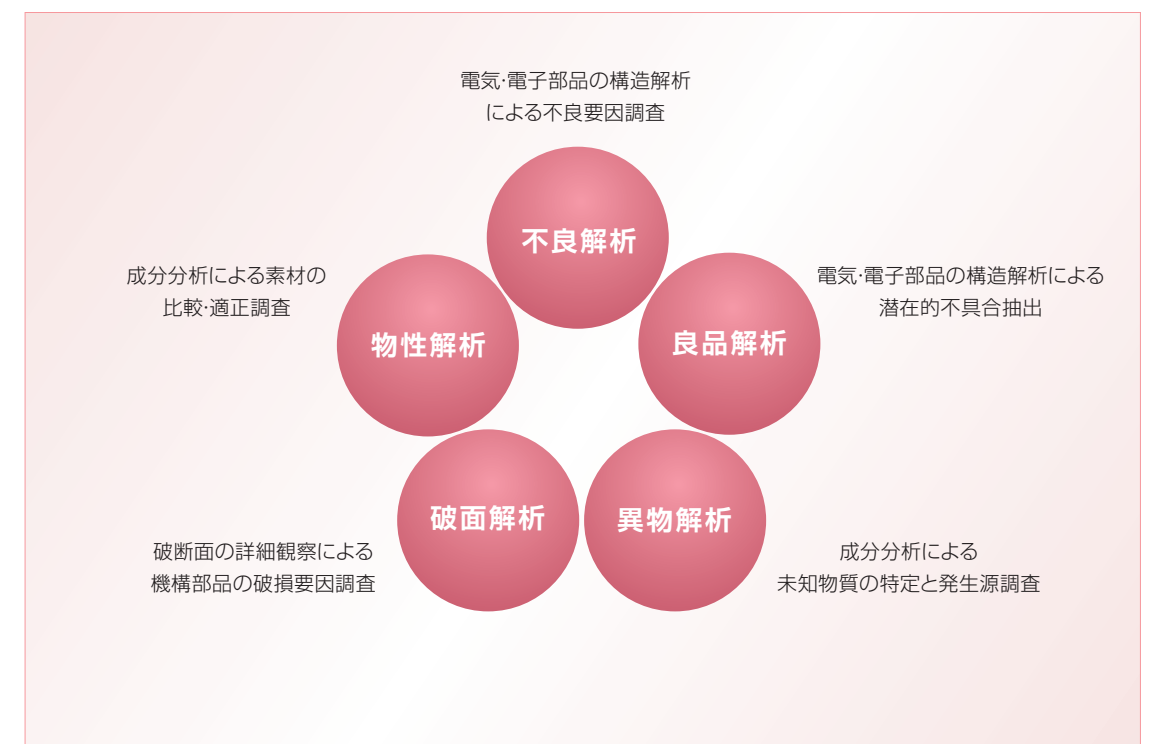 電気・電子部品の構造解析
による不良要因調査
不良解析
成分分析による素材の
比較・適正調査
物性解析
電気・電子部品の構造解析による
潜在的不具合抽出
良品解析
破面解析
破断面の詳細観察による
機構部品の破損要因調査
異物解析
成分分析による
未知物質の特定と発生源調査